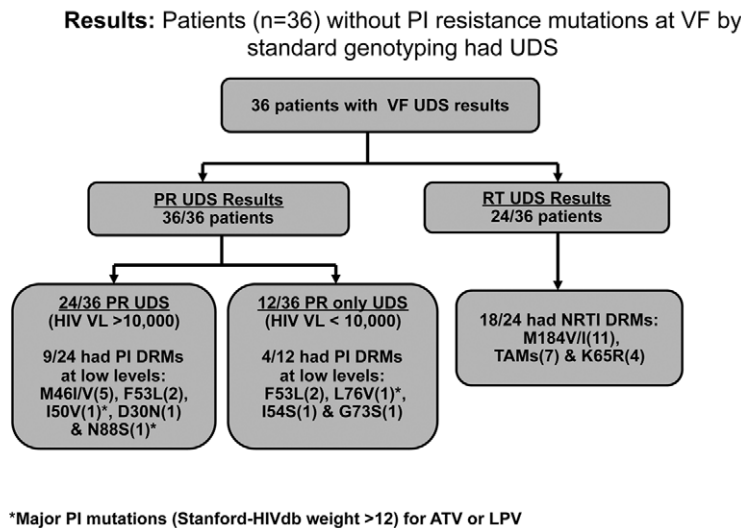 Results: Patients (n=36) without PI resistance mutations at VF by
standard genotyping had UDS
36 patients with VF UDS results
PR UDS Results
36/36 patients
RT UDS Results
24/36 patients
24/36 PR UDS
(HIV VL >10,000)
9/24 had PI DRMs
at low levels:
M46I/V(5), F53L(2),
I50V(1)*, D30N(1)
& N88S(1)*
12/36 PR only UDS
(HIV VL < 10,000)
4/12 had PI DRMs
at low levels:
F53L(2), L76V(1)*,
I54S(1) & G73S(1)
18/24 had NRTI DRMs:
M184V/I(11),
TAMs(7) & K65R(4)
*Major PI mutations (Stanford-HIVdb weight >12) for ATV or LPV